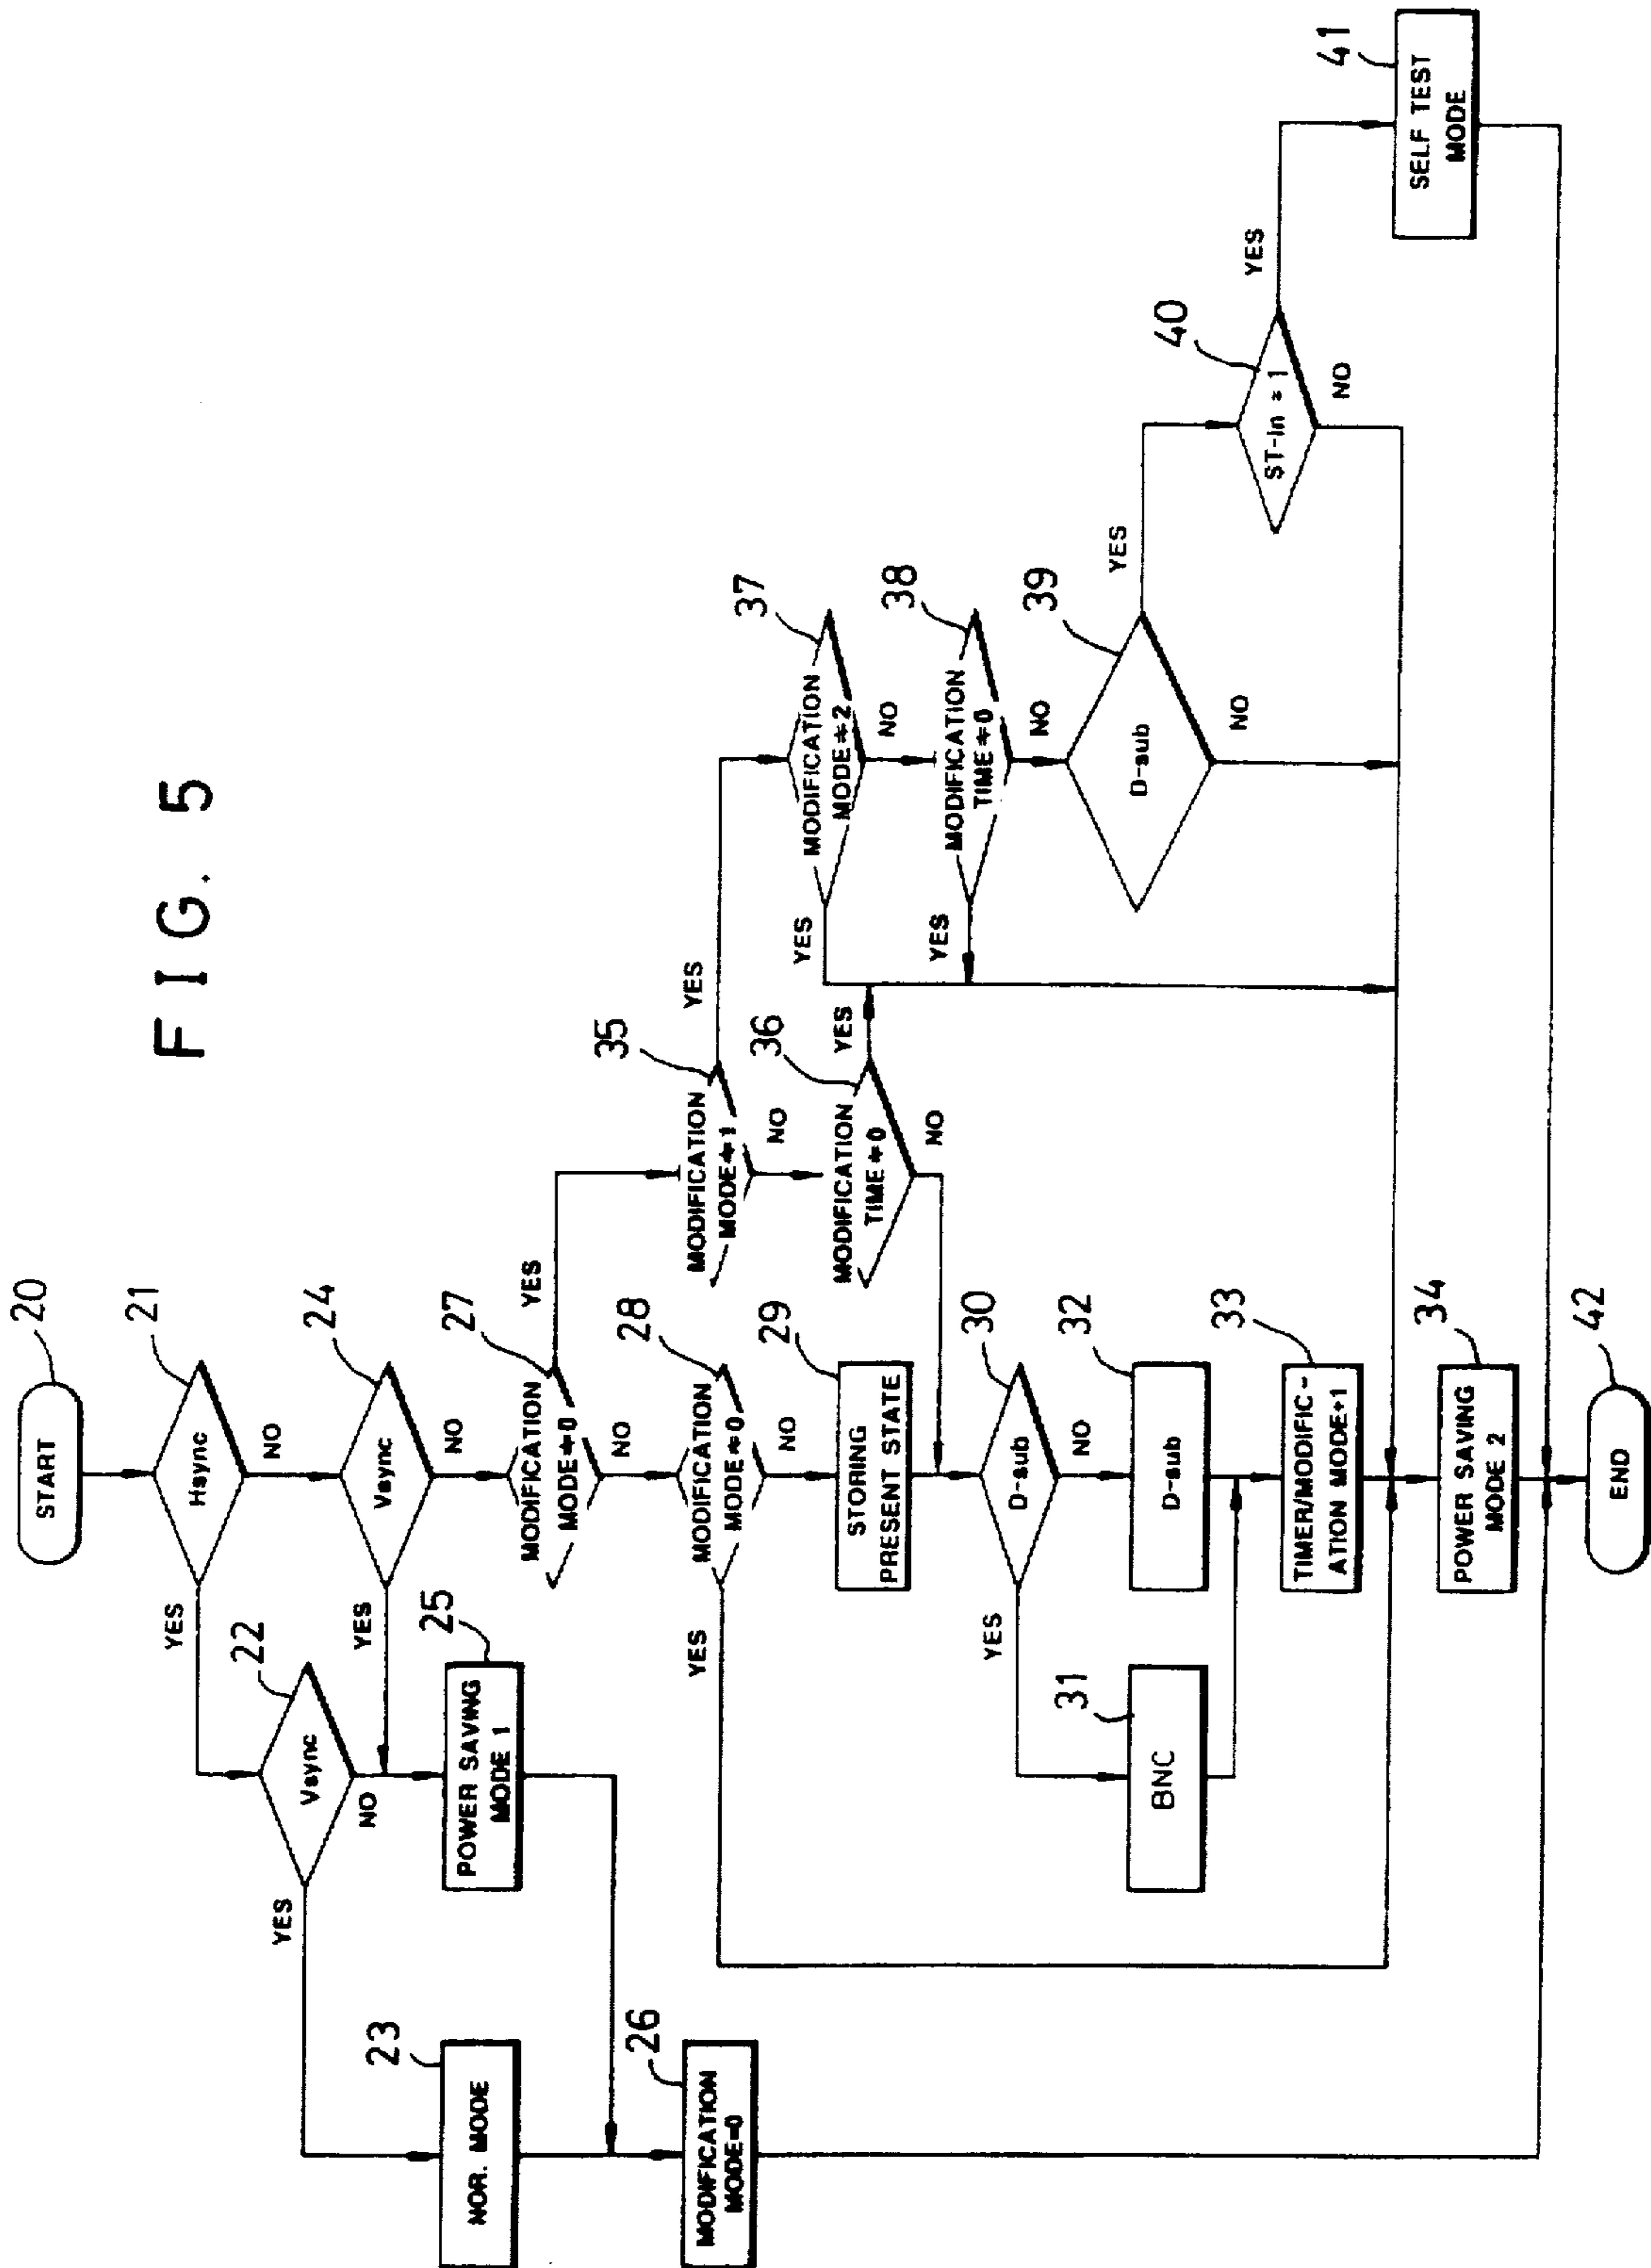 FIG. 5
START
20
Hsync
21
YES
NO
Vsync
22
YES
NO
Vsync
24
YES
NO
NOR. MODE
23
POWER SAVING
MODE 1
25
MODIFICATION
MODE=0
26
MODIFICATION
MODE≠0
27
YES
NO
MODIFICATION
MODE≠0
28
YES
NO
STORING
PRESENT STATE
29
D-sub
30
YES
NO
BNC
31
D-sub
32
TIMER/MODIFIC-
ATION MODE+1
33
POWER SAVING
MODE 2
34
MODIFICATION
MODE≠1
35
YES
NO
MODIFICATION
TIME≠0
36
YES
NO
MODIFICATION
MODE≠2
37
YES
NO
MODIFICATION
TIME≠0
38
YES
NO
D-sub
39
YES
NO
ST-in = 1
40
YES
NO
SELF TEST
MODE
41
END
42